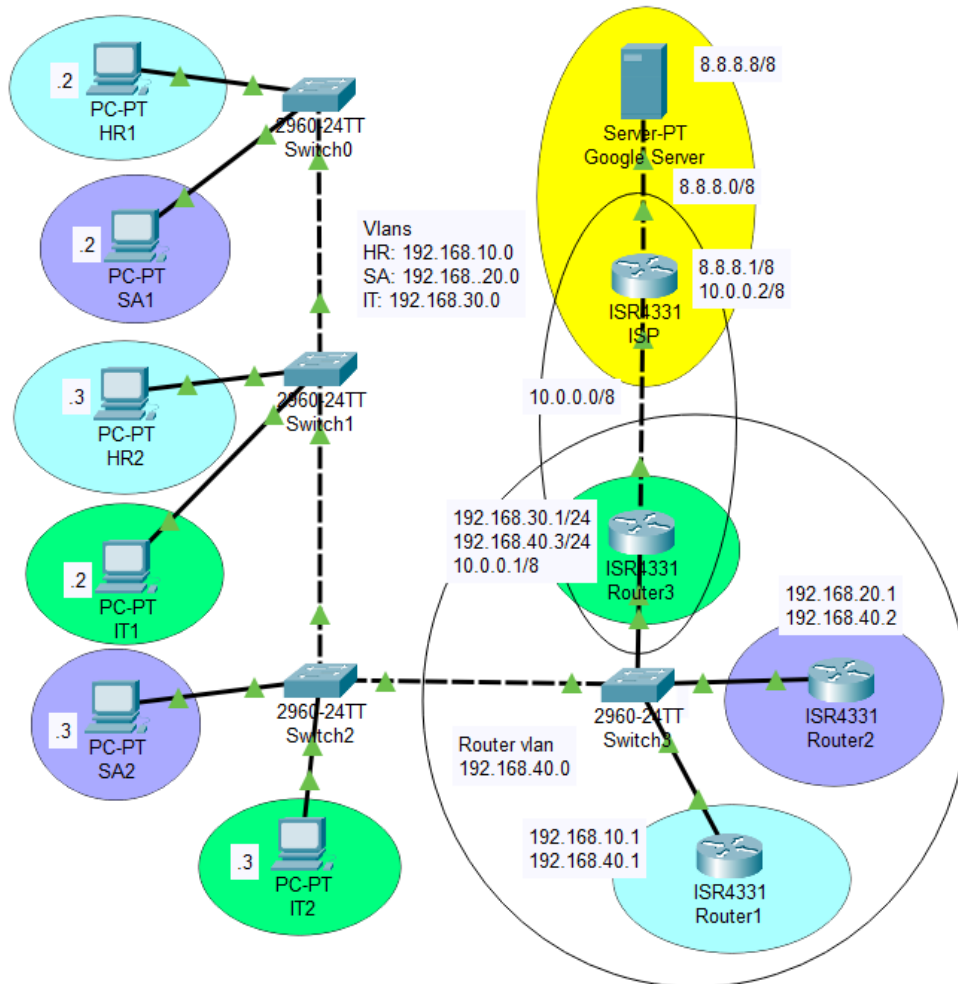 .2
PC-PT
HR1
2960-24TT
Switch0
.2
PC-PT
SA1
Vlans
HR: 192.168.10.0
SA: 192.168..20.0
IT: 192.168.30.0
.3
PC-PT
HR2
2960-24TT
Switch1
.2
PC-PT
IT1
.3
PC-PT
SA2
2960-24TT
Switch2
.3
PC-PT
IT2
8.8.8.8/8
Server-PT
Google Server
8.8.8.0/8
8.8.8.1/8
10.0.0.2/8
ISR4331
ISP
10.0.0.0/8
192.168.30.1/24
192.168.40.3/24
10.0.0.1/8
ISR4331
Router3
192.168.20.1
192.168.40.2
ISR4331
Router2
2960-24TT
Switch3
Router vlan
192.168.40.0
192.168.10.1
192.168.40.1
ISR4331
Router1